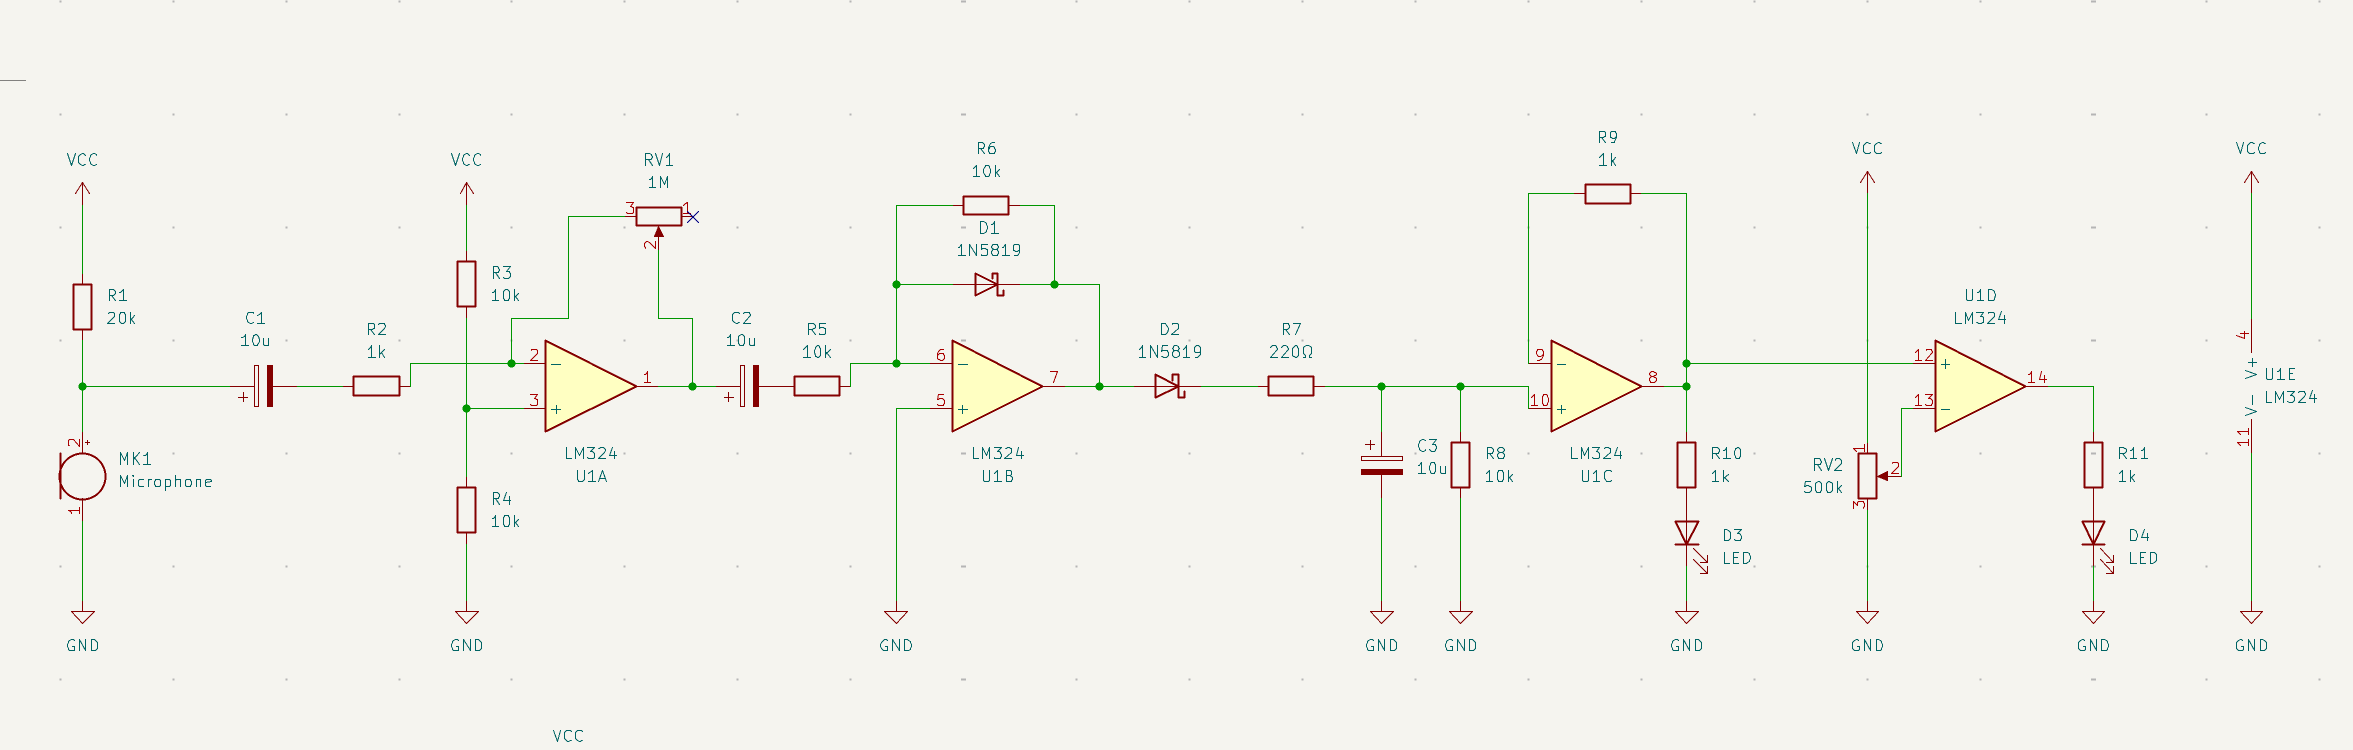 VCC
R1
20k
2
+
MK1
Microphone
1
GND
C1
10u
+
R2
1k
VCC
R3
10k
R4
10k
GND
RV1
1M
3
1
2
2
−
3
+
1
LM324
U1A
C2
10u
+
R5
10k
R6
10k
D1
1N5819
6
−
5
+
7
LM324
U1B
GND
D2
1N5819
R7
220Ω
+
C3
10u
GND
R8
10k
GND
R9
1k
9
−
10
+
8
LM324
U1C
R10
1k
D3
LED
GND
VCC
RV2
500k
1
2
3
GND
U1D
LM324
12
+
13
−
14
R11
1k
D4
LED
GND
VCC
4
V+
U1E
LM324
V−
11
GND
VCC